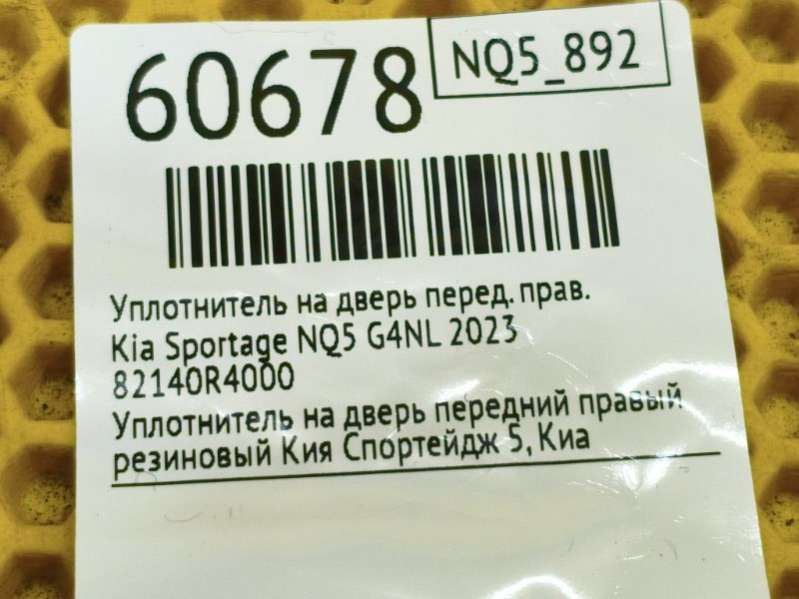 60678
NQ5_892
Уплотнитель на дверь перед. прав.
Kia Sportage NQ5 G4NL 2023
82140R4000
Уплотнитель на дверь передний правый
резиновый Кия Спортейдж 5, Киа